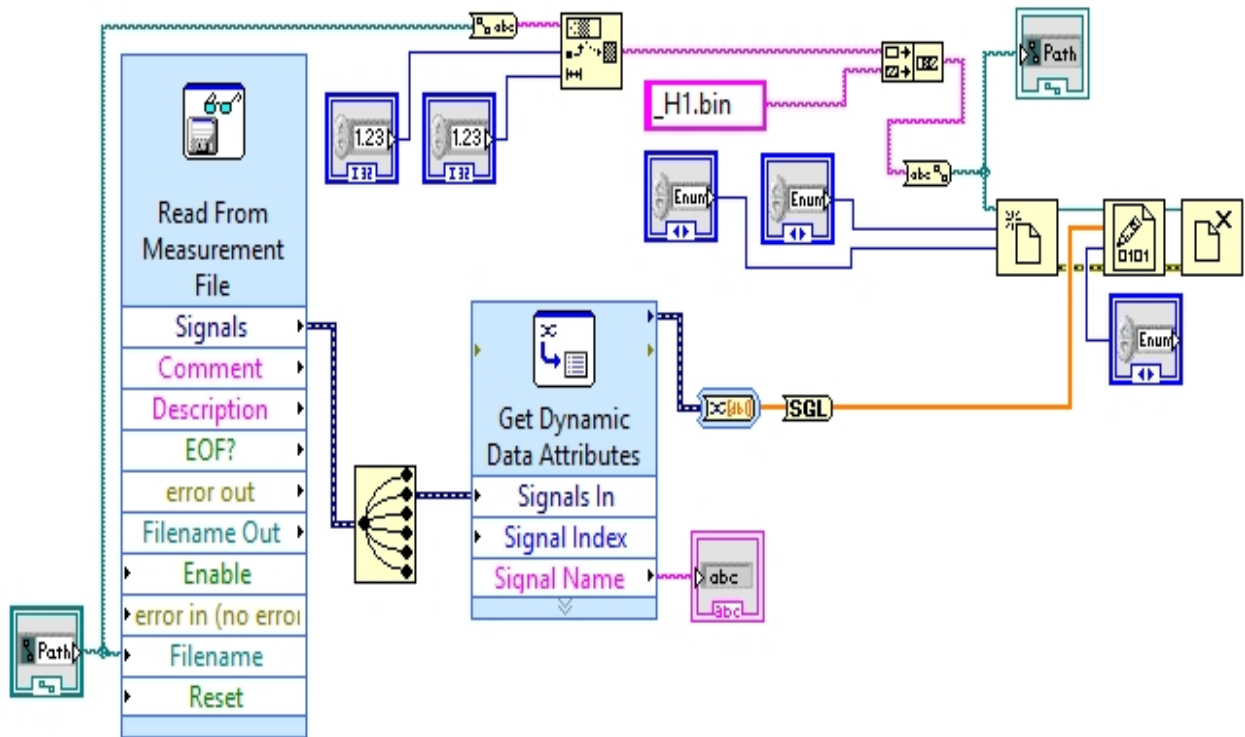 abc
Path
_H1.bin
1.23
I32
1.23
I32
abc
Enum
Enum
0101
Read From
Measurement
File
Signals
Comment
Description
EOF?
error out
Filename Out
Enable
error in (no error
Filename
Reset
Enum
SGL
Get Dynamic
Data Attributes
Signals In
Signal Index
Signal Name
abc
abc
Path